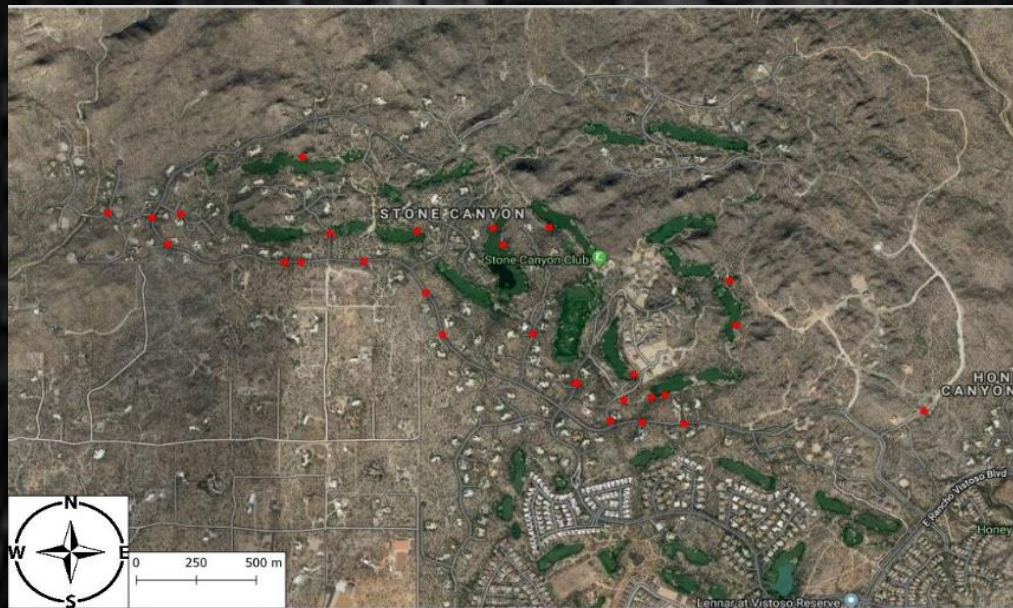 STONE CANYON
Stone Canyon Club
HON
CANYON
E Rancho Vistoso Blvd
Honey
Lennar at Vistoso Reserve
N
W E
S
0 250 500 m